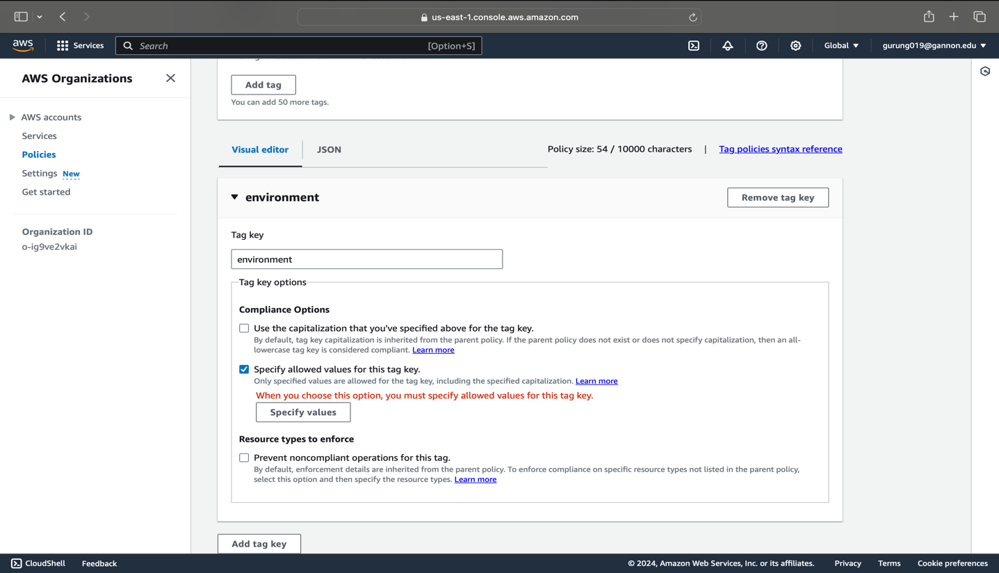 us-east-1.console.aws.amazon.com
aws
Services
Search
[Option+S]
Global
gurung019@gannon.edu
AWS Organizations
AWS accounts
Services
Policies
Settings New
Get started
Organization ID
o-ig9ve2vkai
Add tag
You can add 50 more tags.
Visual editor
JSON
Policy size: 54 / 10000 characters | Tag policies syntax reference
environment
Remove tag key
Tag key
environment
Tag key options
Compliance Options
Use the capitalization that you've specified above for the tag key.
By default, tag key capitalization is inherited from the parent policy. If the parent policy does not exist or does not specify capitalization, then an all-
lowercase tag key is considered compliant. Learn more
Specify allowed values for this tag key.
Only specified values are allowed for the tag key, including the specified capitalization. Learn more
When you choose this option, you must specify allowed values for this tag key.
Specify values
Resource types to enforce
Prevent noncompliant operations for this tag.
By default, enforcement details are inherited from the parent policy. To enforce compliance on specific resource types not listed in the parent policy,
select this option and then specify the resource types. Learn more
Add tag key
CloudShell
Feedback
© 2024, Amazon Web Services, Inc. or its affiliates.
Privacy
Terms
Cookie preferences